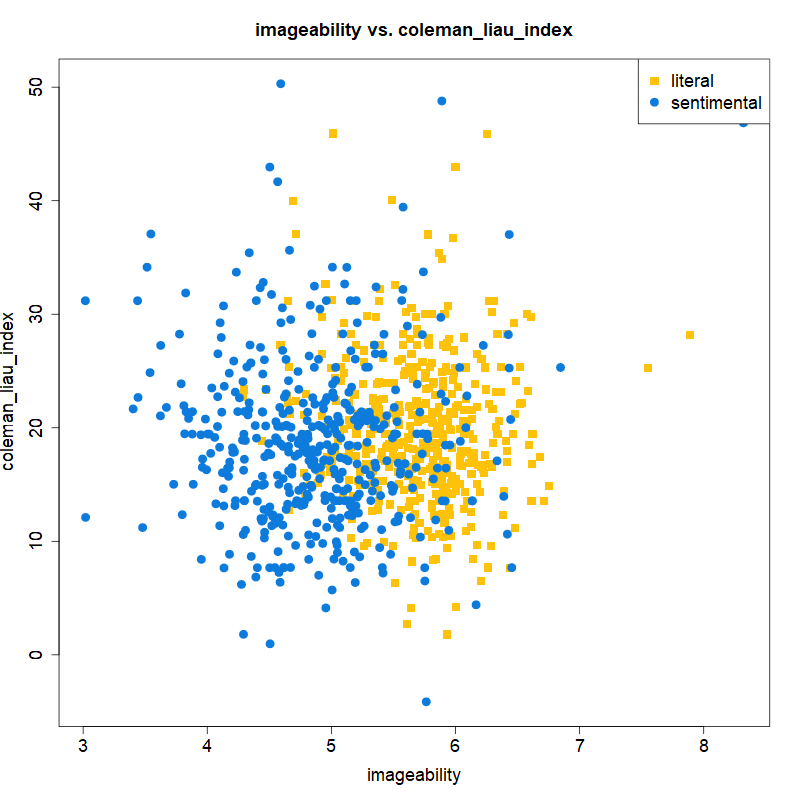 imageability vs. coleman_liau_index
literal
sentimental
50
40
30
20
10
0
coleman_liau_index
3 4 5 6 7 8
imageability